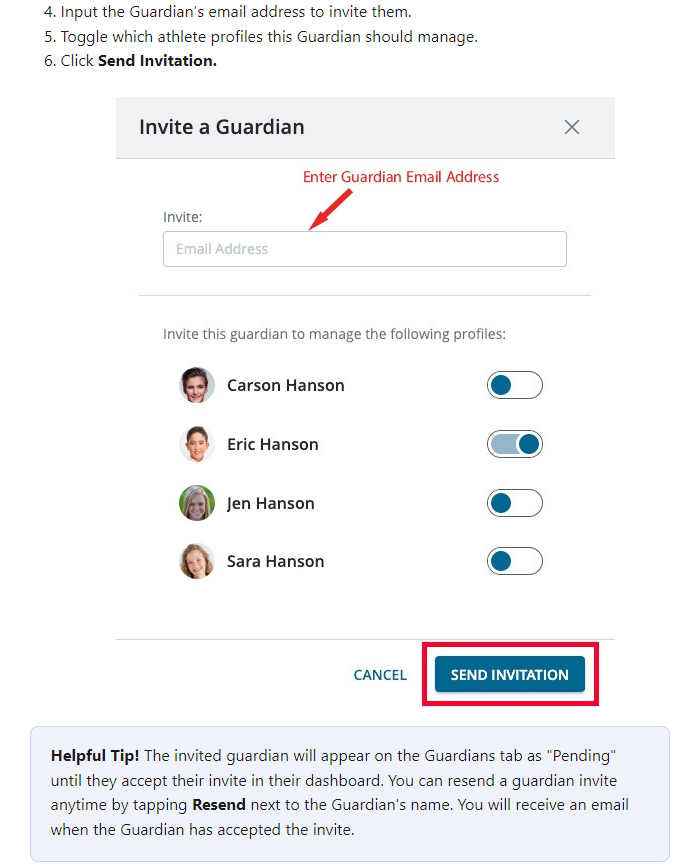 4. Input the Guardian's email address to invite them.
5. Toggle which athlete profiles this Guardian should manage.
6. Click Send Invitation.
Invite a Guardian
Enter Guardian Email Address
Invite:
Email Address
Invite this guardian to manage the following profiles:
Carson Hanson
Eric Hanson
Jen Hanson
Sara Hanson
CANCEL
SEND INVITATION
Helpful Tip! The invited guardian will appear on the Guardians tab as "Pending"
until they accept their invite in their dashboard. You can resend a guardian invite
anytime by tapping Resend next to the Guardian's name. You will receive an email
when the Guardian has accepted the invite.